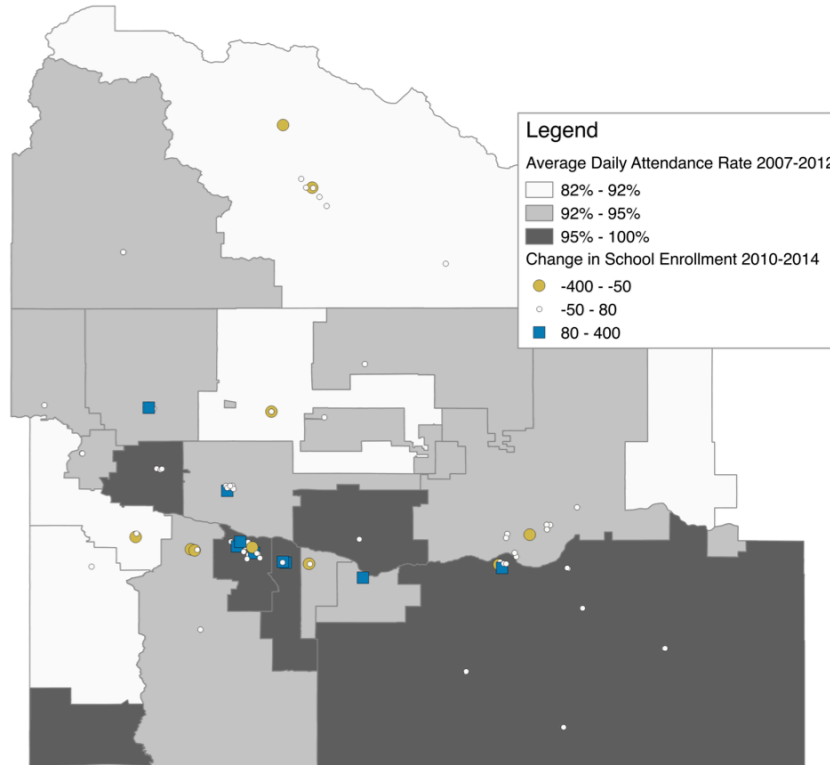 Legend
Average Daily Attendance Rate 2007-2012
82% - 92%
92% - 95%
95% - 100%
Change in School Enrollment 2010-2014
-400 - -50
-50 - 80
80 - 400